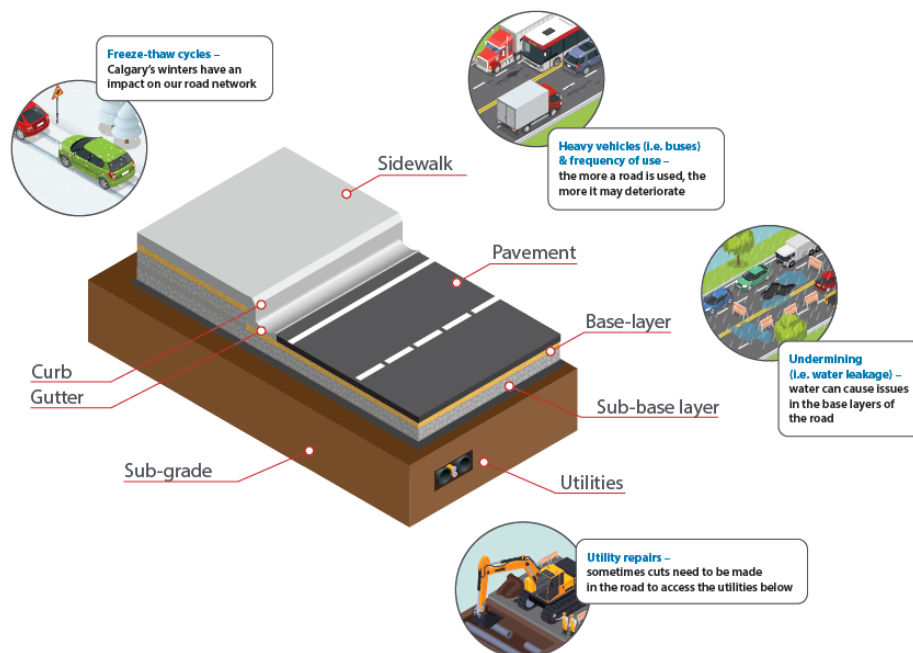 Freeze-thaw cycles –
Calgary's winters have an
impact on our road network
Heavy vehicles (i.e. buses)
& frequency of use –
the more a road is used, the
more it may deteriorate
Sidewalk
Pavement
Base-layer
Curb
Gutter
Sub-base layer
Undermining
(i.e. water leakage) –
water can cause issues
in the base layers of
the road
Sub-grade
Utilities
Utility repairs –
sometimes cuts need to be made
in the road to access the utilities below